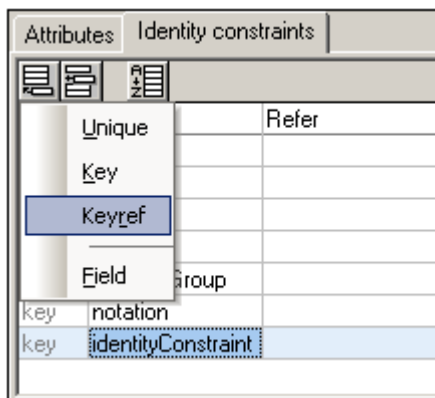 Attributes Identity constraints
Refer
Unique
Key
Keyref
Field
Group
key notation
key identityConstraint